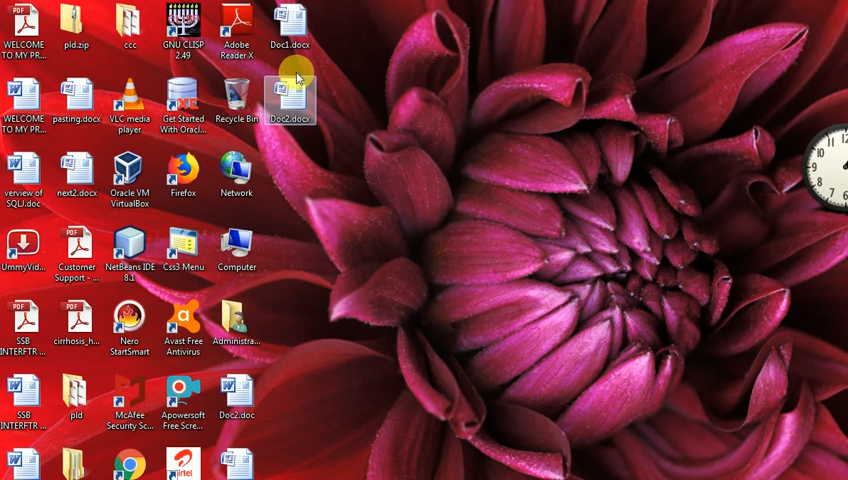 WELCOME
TO MY PR...
pld.zip
ccc
GNU CLISP
2.49
Adobe
Reader X
Doc1.docx
WELCOME
TO MY PR...
pasting.docx
VLC media
player
Get Started
With Oracl...
Recycle Bin
Doc2.docx
verview of
SQLJ.doc
next2.docx
Oracle VM
VirtualBox
Firefox
Network
UmmyVid...
Customer
Support - ...
NetBeans IDE
8.1
Css3 Menu
Computer
SSB
INTERFTR ...
cirrhosis_h...
Nero
StartSmart
Avast Free
Antivirus
Administra...
SSB
INTERFTR ...
pld
McAfee
Security Sc...
Apowersoft
Free Scre...
Doc2.doc
airtel